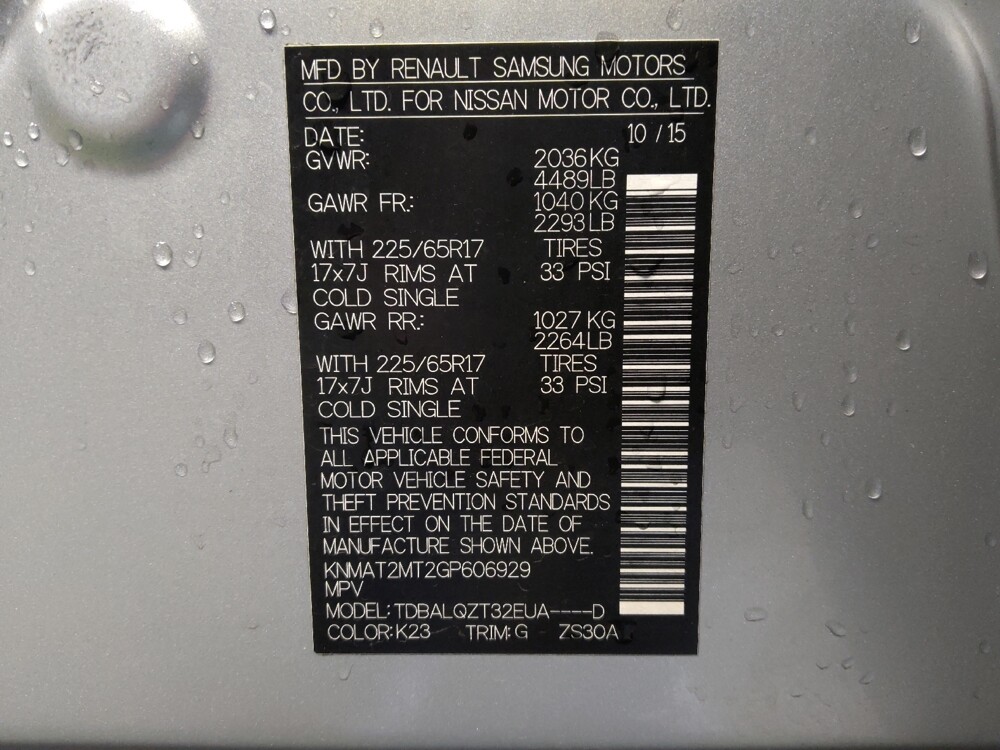 MFD BY RENAULT SAMSUNG MOTORS
CO., LTD. FOR NISSAN MOTOR CO., LTD.
DATE: 10 / 15
GVWR: 2036 KG
4489 LB
GAWR FR.: 1040 KG
2293 LB
WITH 225/65R17 TIRES
17x7J RIMS AT 33 PSI
COLD SINGLE
GAWR RR.: 1027 KG
2264 LB
WITH 225/65R17 TIRES
17x7J RIMS AT 33 PSI
COLD SINGLE
THIS VEHICLE CONFORMS TO
ALL APPLICABLE FEDERAL
MOTOR VEHICLE SAFETY AND
THEFT PREVENTION STANDARDS
IN EFFECT ON THE DATE OF
MANUFACTURE SHOWN ABOVE.
KNMAT2MT2GP606929
MPV
MODEL: TDBALQZT32EUA----D
COLOR: K23 TRIM: G ZS30A